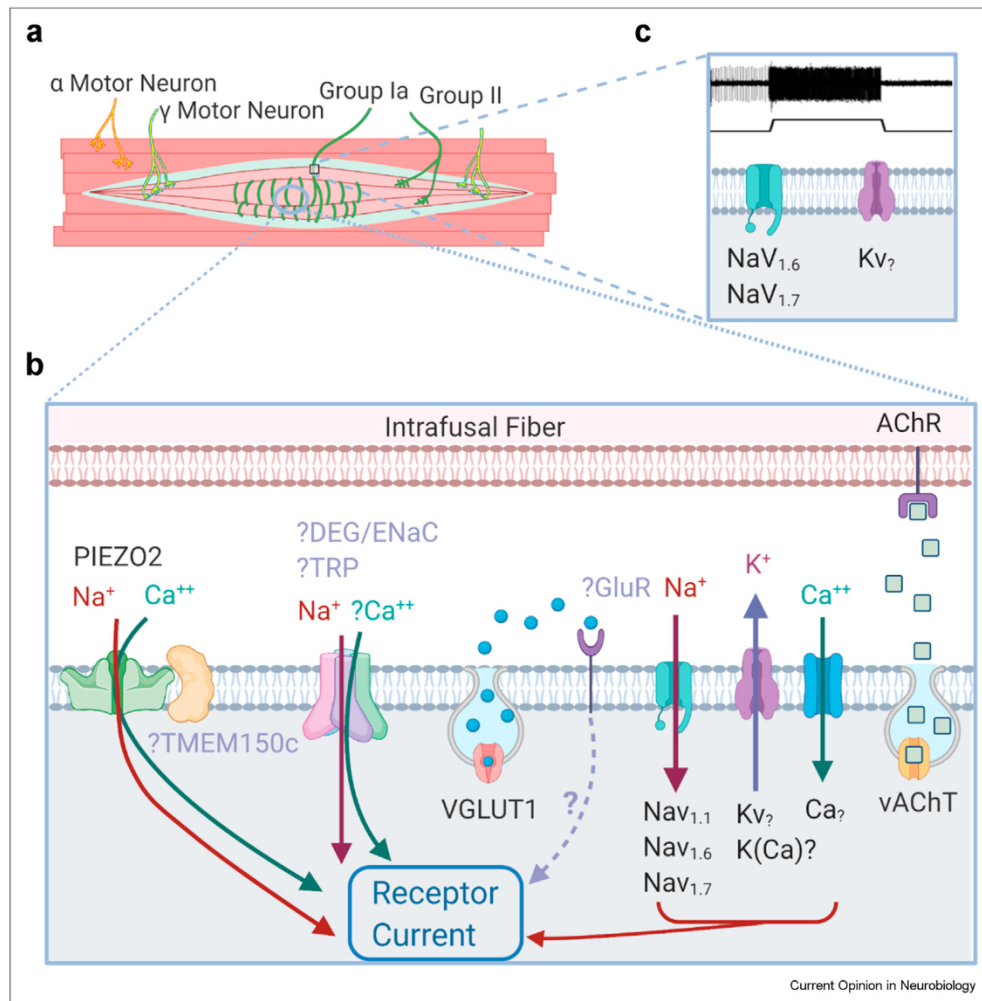 a
α Motor Neuron
γ Motor Neuron
Group Ia
Group II
c
NaV1.6
NaV1.7
Kv?
b
Intrafusal Fiber
AChR
PIEZO2
Na+
Ca++
?TMEM150c
?DEG/ENaC
?TRP
Na+
?Ca++
VGLUT1
?GluR
?
Na+
K+
Ca++
Nav1.1
Nav1.6
Nav1.7
Kv?
K(Ca)?
Ca?
vAChT
Receptor
Current
Current Opinion in Neurobiology